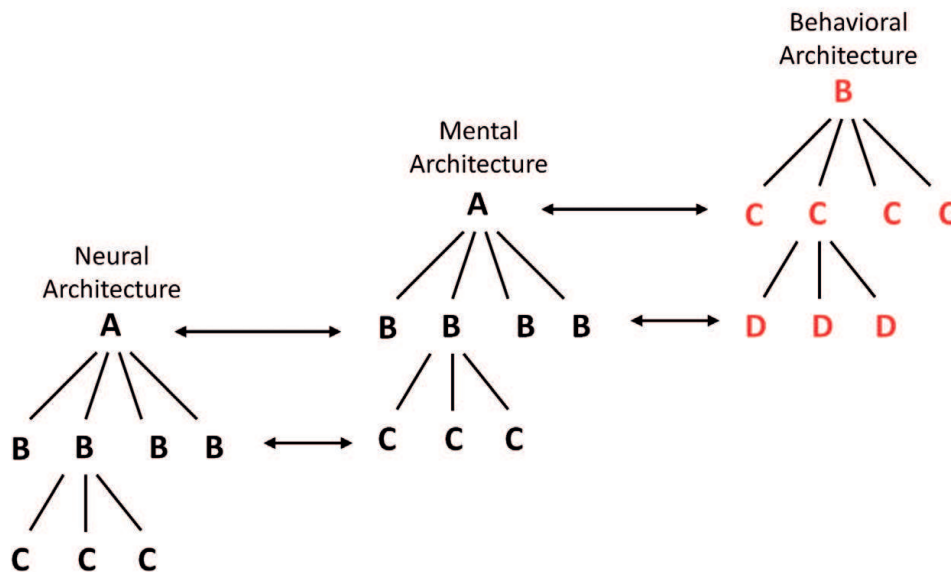 Behavioral
Architecture
B
Mental
Architecture
A
C C C C
Neural
Architecture
A
B B B B
D D D
B B B B
C C C
C C C